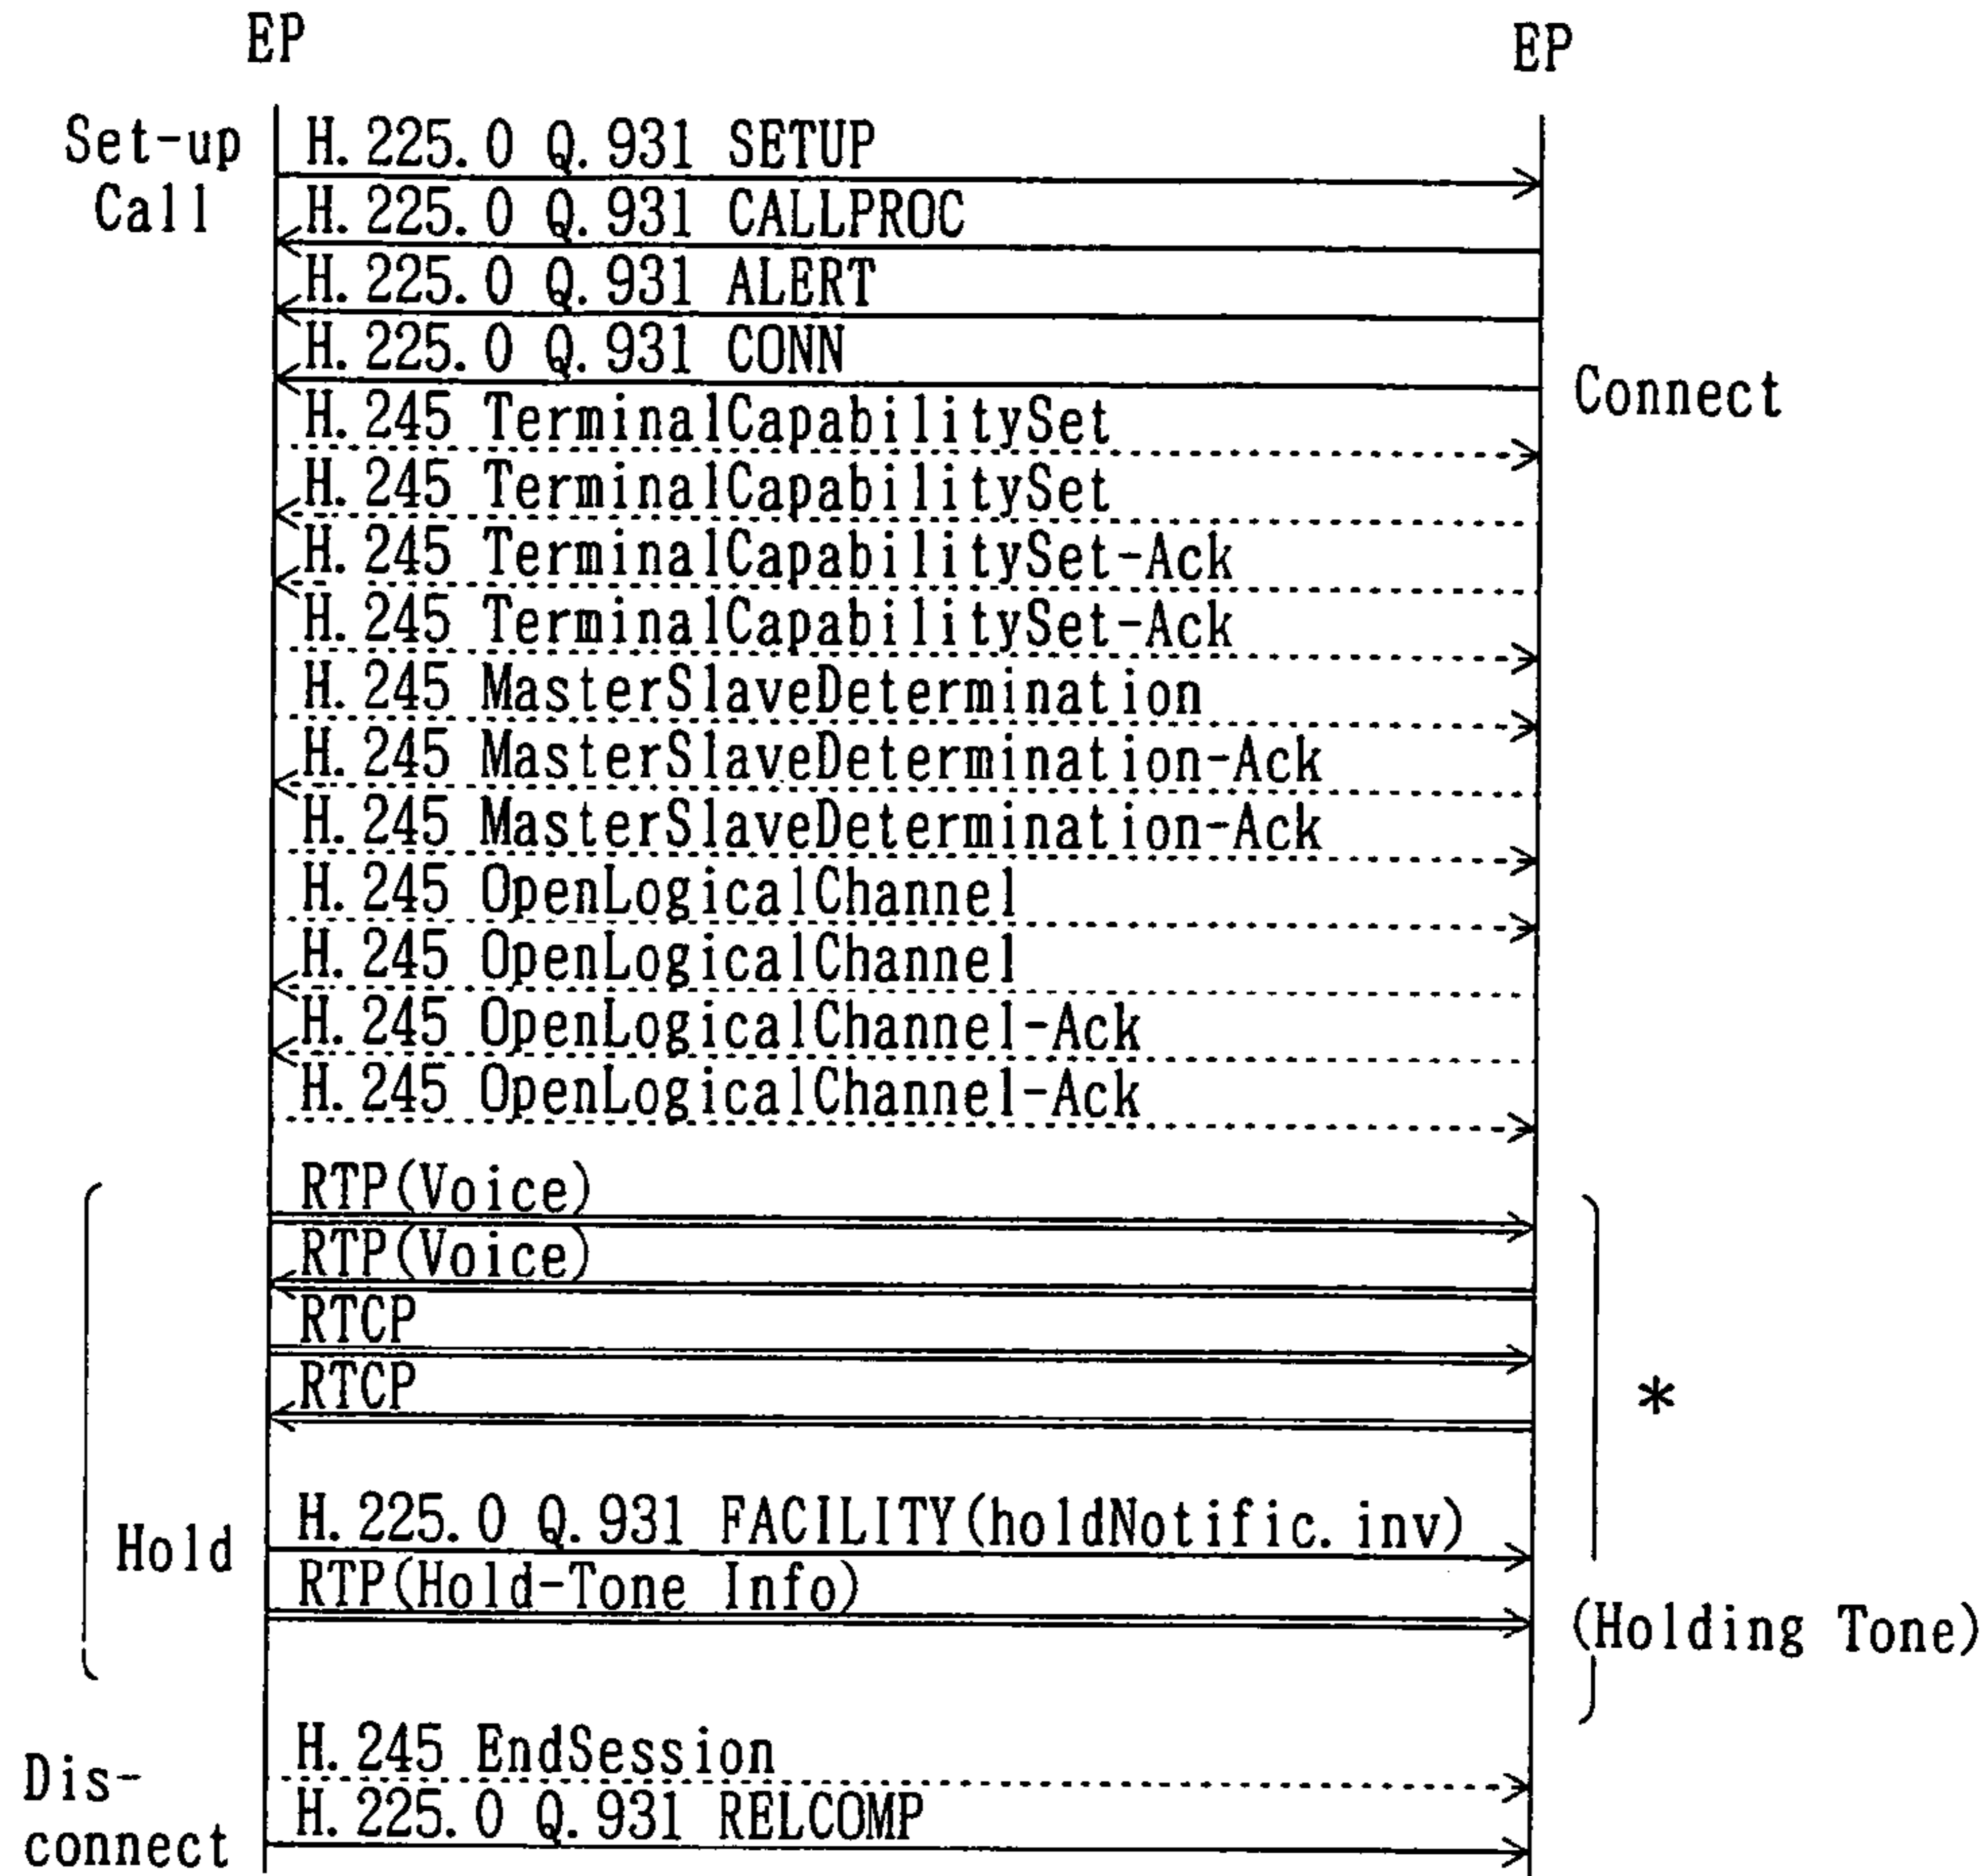 EP
EP
Set-up
Call
H.225.0 Q.931 SETUP
H.225.0 Q.931 CALLPROC
H.225.0 Q.931 ALERT
H.225.0 Q.931 CONN
Connect
H.245 TerminalCapabilitySet
H.245 TerminalCapabilitySet
H.245 TerminalCapabilitySet-Ack
H.245 TerminalCapabilitySet-Ack
H.245 MasterSlaveDetermination
H.245 MasterSlaveDetermination-Ack
H.245 MasterSlaveDetermination-Ack
H.245 OpenLogicalChannel
H.245 OpenLogicalChannel
H.245 OpenLogicalChannel-Ack
H.245 OpenLogicalChannel-Ack
RTP(Voice)
RTP(Voice)
RTCP
RTCP
*
H.225.0 Q.931 FACILITY(holdNotific.inv)
Hold
RTP(Hold-Tone Info)
(Holding Tone)
H.245 EndSession
Dis-
connect
H.225.0 Q.931 RELCOMP